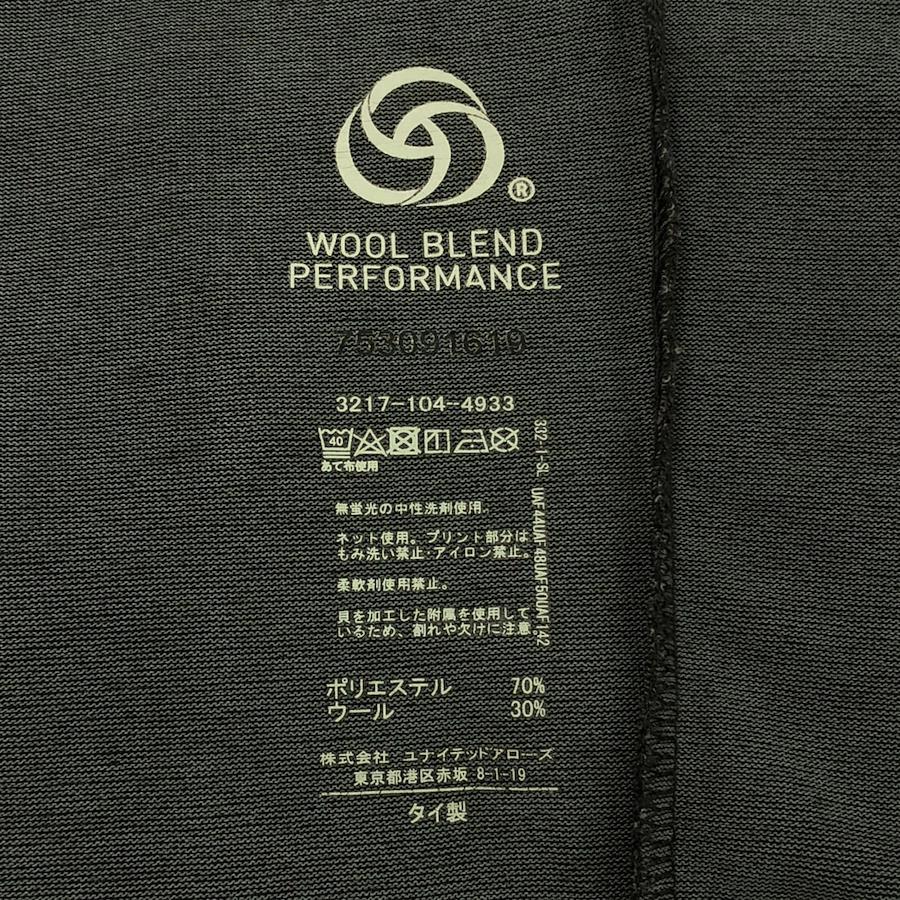 ®
WOOL BLEND
PERFORMANCE
753091619
3217-104-4933
40
あて布使用
無蛍光の中性洗剤使用。
ネット使用。プリント部分は
もみ洗い禁止・アイロン禁止。
柔軟剤使用禁止。
貝を加工した附属を使用して
いるため、割れや欠けに注意。
ポリエステル 70%
ウール 30%
株式会社 ユナイテッドアローズ
東京都港区赤坂 8-1-19
タイ製
302-1-SL UAF44UAF48UAF50UAF142